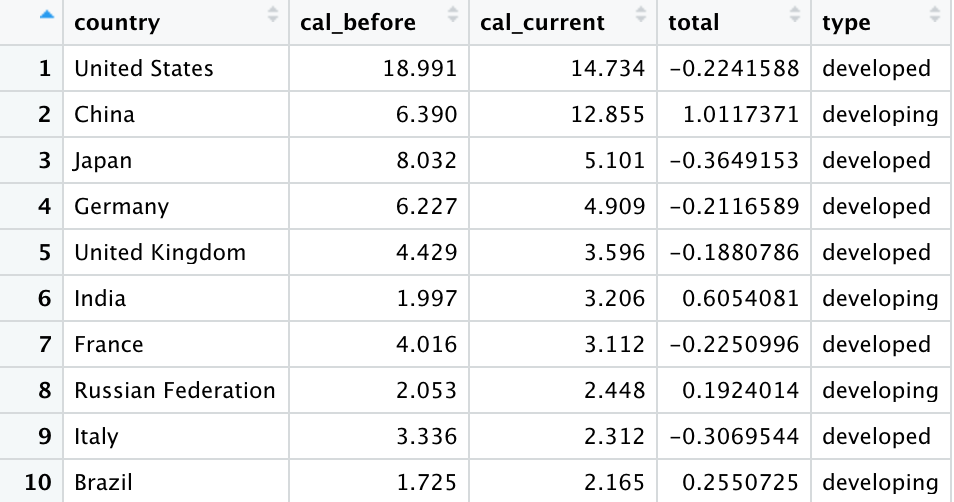 country cal_before cal_current total type
1 United States 18.991 14.734 −0.2241588 developed
2 China 6.390 12.855 1.0117371 developing
3 Japan 8.032 5.101 −0.3649153 developed
4 Germany 6.227 4.909 −0.2116589 developed
5 United Kingdom 4.429 3.596 −0.1880786 developed
6 India 1.997 3.206 0.6054081 developing
7 France 4.016 3.112 −0.2250996 developed
8 Russian Federation 2.053 2.448 0.1924014 developing
9 Italy 3.336 2.312 −0.3069544 developed
10 Brazil 1.725 2.165 0.2550725 developing